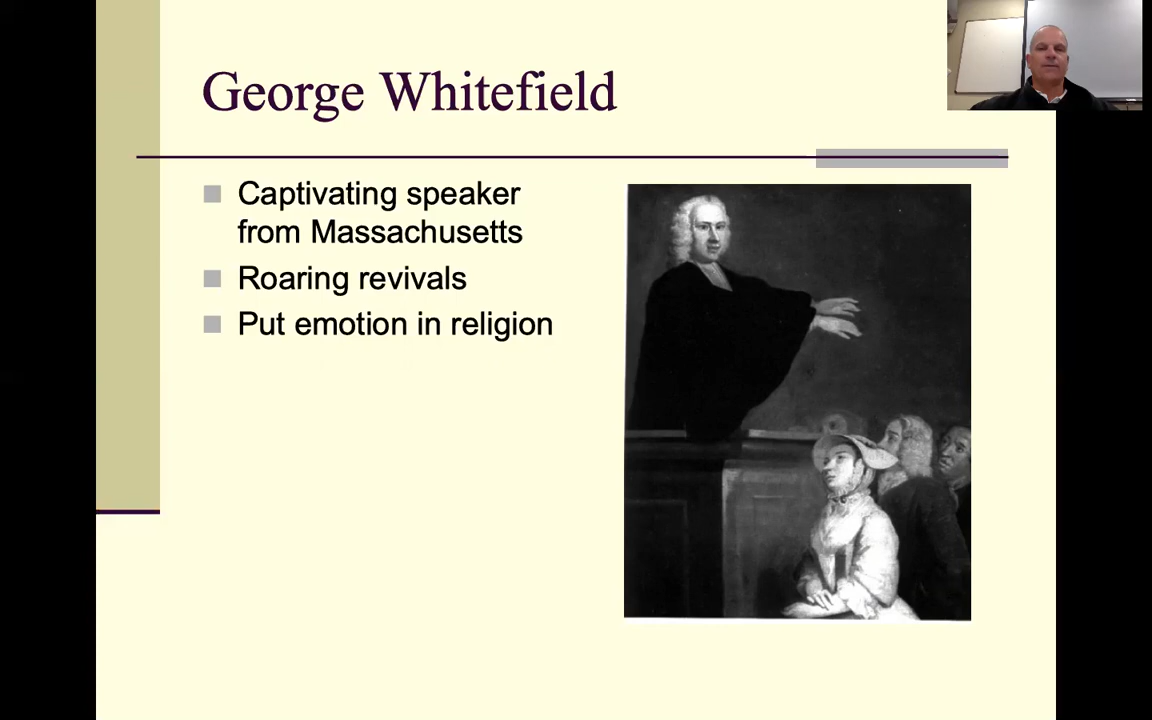 George Whitefield
Captivating speaker
from Massachusetts
Roaring revivals
Put emotion in religion